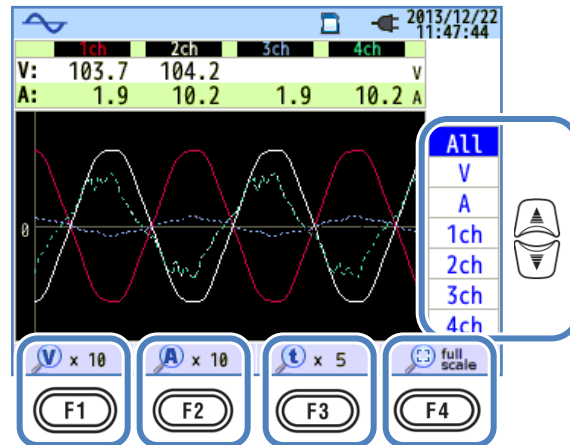 2013/12/22
11:47:44
1ch 2ch 3ch 4ch
V: 103.7 104.2 V
A: 1.9 10.2 1.9 10.2 A
0
All
V
A
1ch
2ch
3ch
4ch
V x 10 A x 10 t x 5 full scale
F1 F2 F3 F4